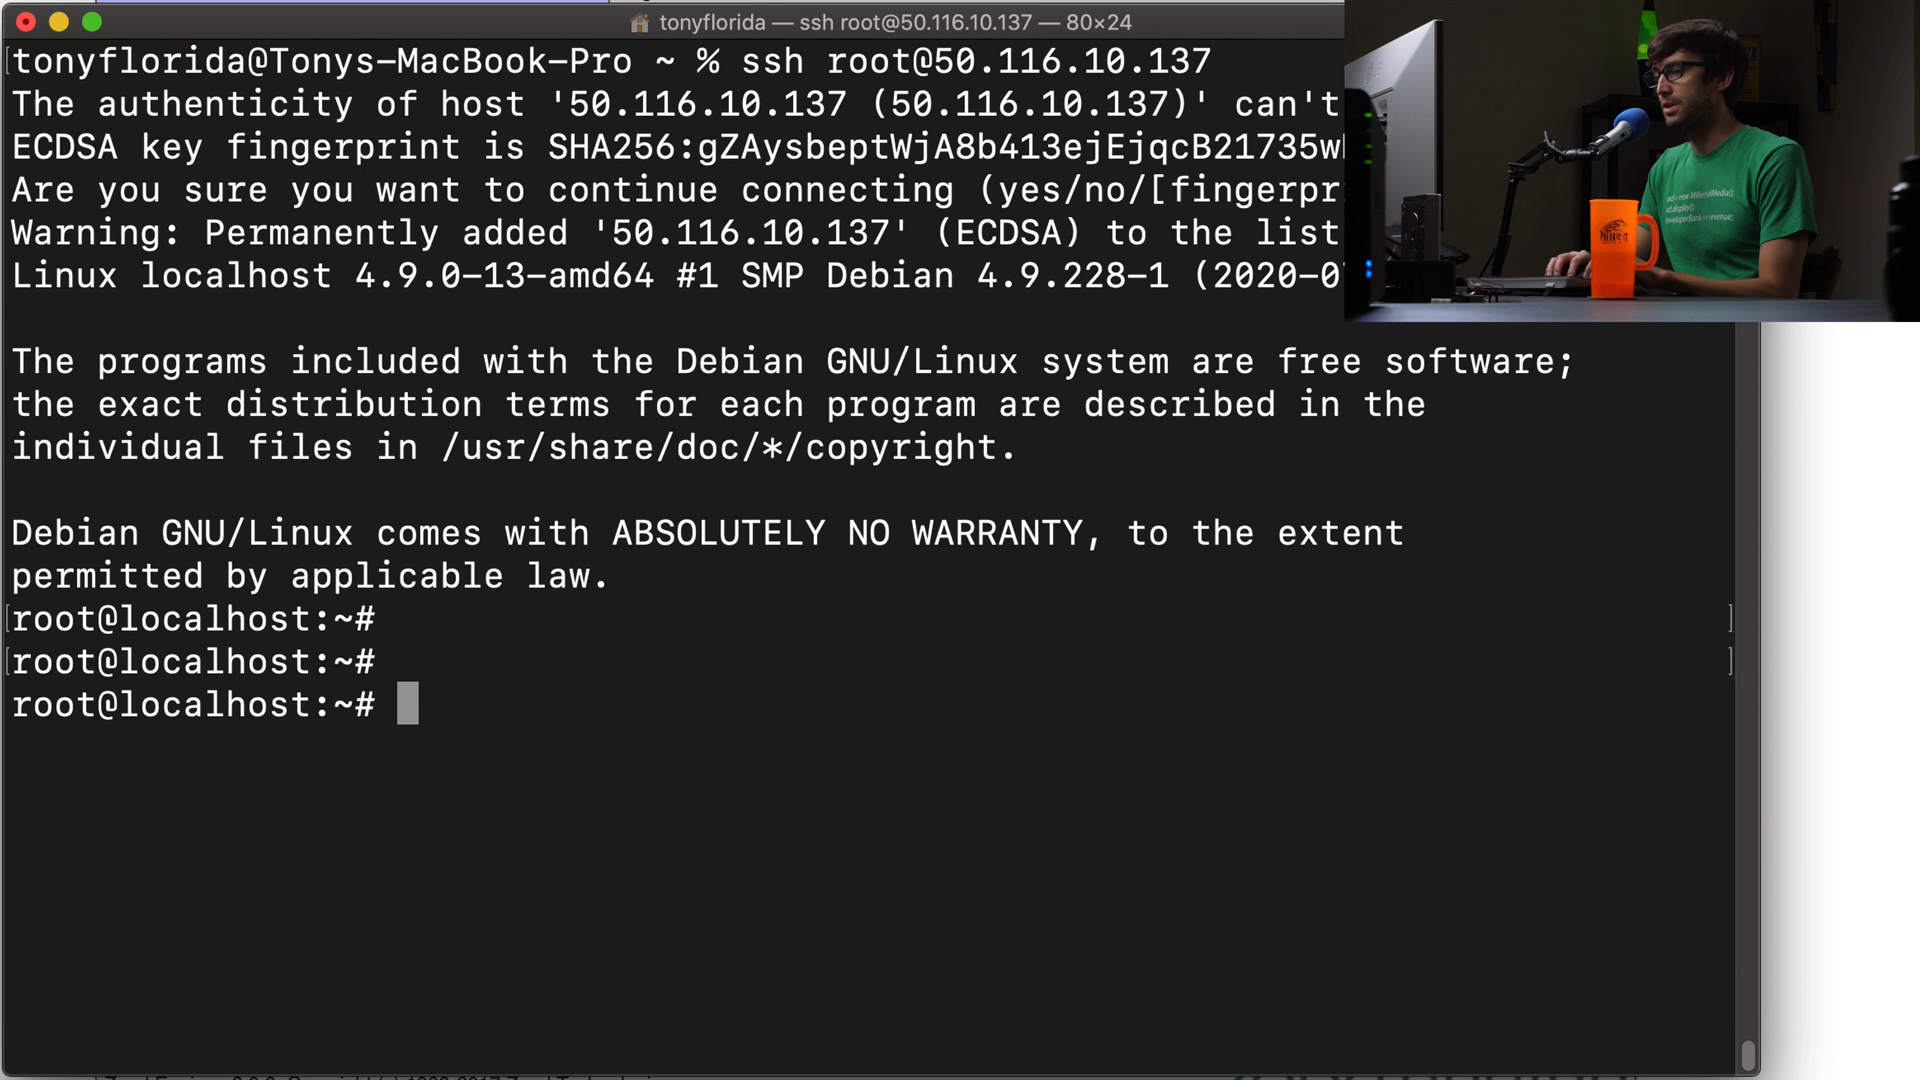 tonyflorida — ssh root@50.116.10.137 — 80×24
tonyflorida@Tonys-MacBook-Pro ~ % ssh root@50.116.10.137
The authenticity of host '50.116.10.137 (50.116.10.137)' can't
ECDSA key fingerprint is SHA256:gZAysbeptWjA8b413ejEjqcB21735w
Are you sure you want to continue connecting (yes/no/[fingerpr
Warning: Permanently added '50.116.10.137' (ECDSA) to the list
Linux localhost 4.9.0-13-amd64 #1 SMP Debian 4.9.228-1 (2020-0
The programs included with the Debian GNU/Linux system are free software;
the exact distribution terms for each program are described in the
individual files in /usr/share/doc/*/copyright.
Debian GNU/Linux comes with ABSOLUTELY NO WARRANTY, to the extent
permitted by applicable law.
root@localhost:~#
root@localhost:~#
root@localhost:~#